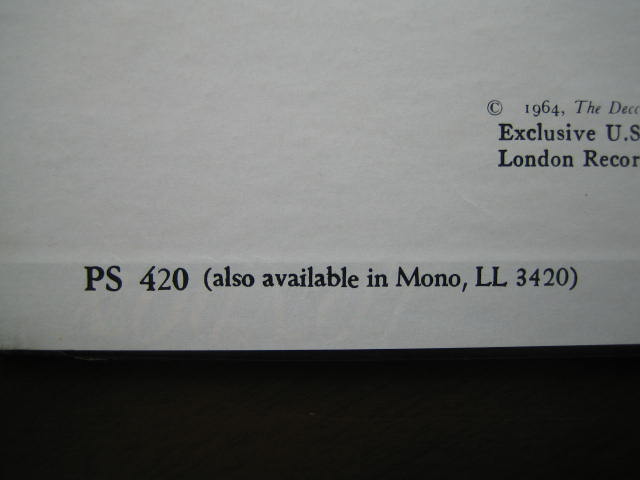 © 1964, The Decc
Exclusive U.S
London Recor
PS 420 (also available in Mono, LL 3420)